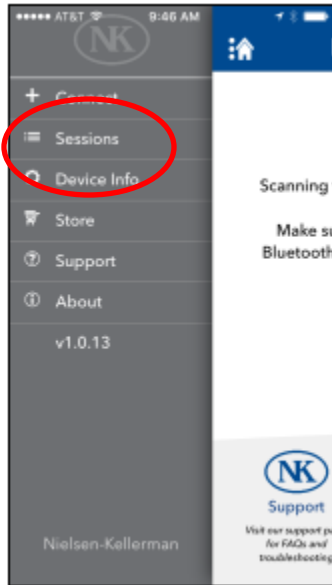 AT&T 9:46 AM
NK
Connect
Sessions
Device Info
Store
Support
About
v1.0.13
Nielsen-Kellerman
Scanning
Make su
Bluetooth
NK
Support
Visit our support pa
for FAQs and
troubleshooting